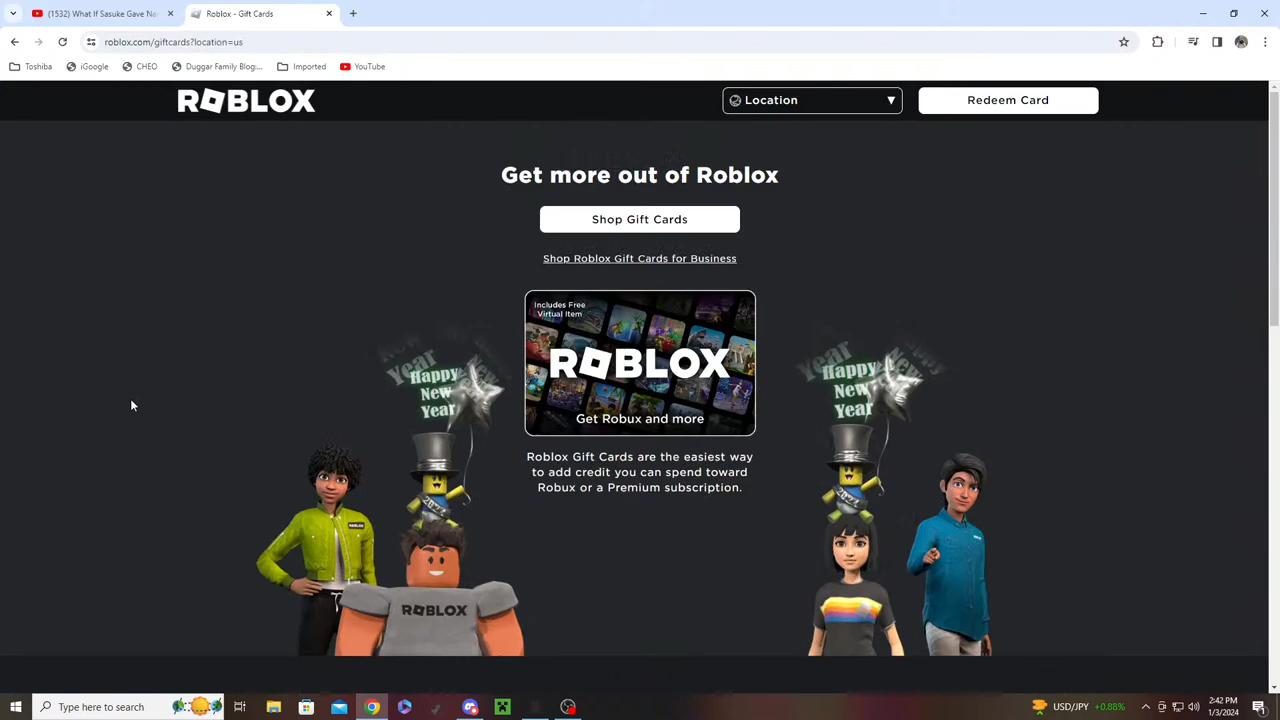 (1532) What If Sasuke Gave Na
Roblox - Gift Cards
roblox.com/giftcards?location=us
Toshiba
iGoogle
CHEO
Duggar Family Blog:...
Imported
YouTube
ROBLOX
Location
Redeem Card
Get more out of Roblox
Shop Gift Cards
Shop Roblox Gift Cards for Business
Includes Free
Virtual Item
ROBLOX
Get Robux and more
Roblox Gift Cards are the easiest way
to add credit you can spend toward
Robux or a Premium subscription.
Happy
New
Year
Year
Happy
New
Year
ROBLOX
Type here to search
USD/JPY +0.88%
2:42 PM
1/3/2024